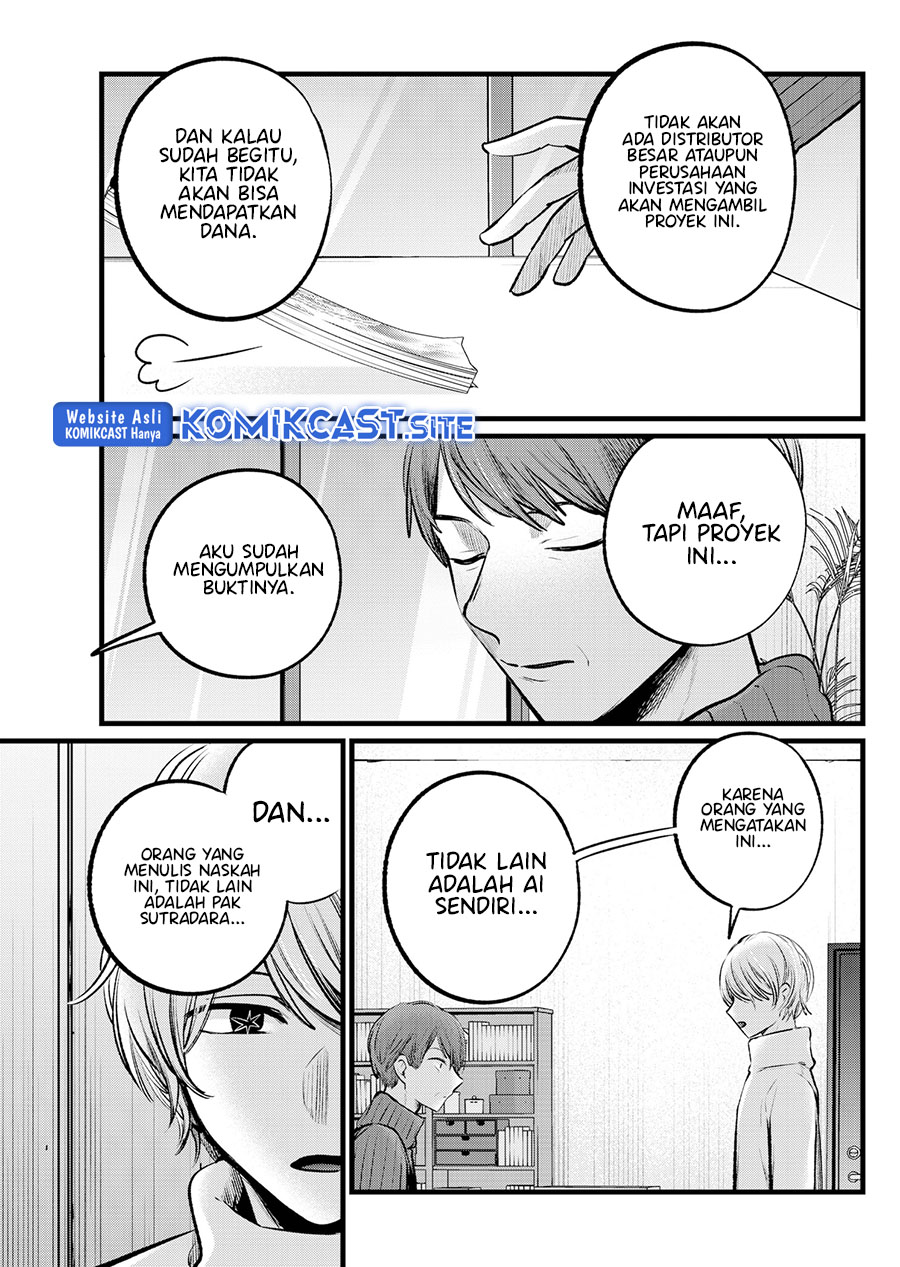 TIDAK AKAN
ADA DISTRIBUTOR
BESAR ATAUPUN
PERUSAHAAN
INVESTASI YANG
AKAN MENGAMBIL
PROYEK INI.
DAN KALAU
SUDAH BEGITU,
KITA TIDAK
AKAN BISA
MENDAPATKAN
DANA.
Website Asli
KOMIKCAST Hanya
KOMIKCAST.SITE
MAAF,
TAPI PROYEK
INI...
AKU SUDAH
MENGUMPULKAN
BUKTINYA.
KARENA
ORANG YANG
MENGATAKAN
INI...
TIDAK LAIN
ADALAH AI
SENDIRI...
DAN...
ORANG YANG
MENULIS NASKAH
INI, TIDAK LAIN
ADALAH PAK
SUTRADARA...